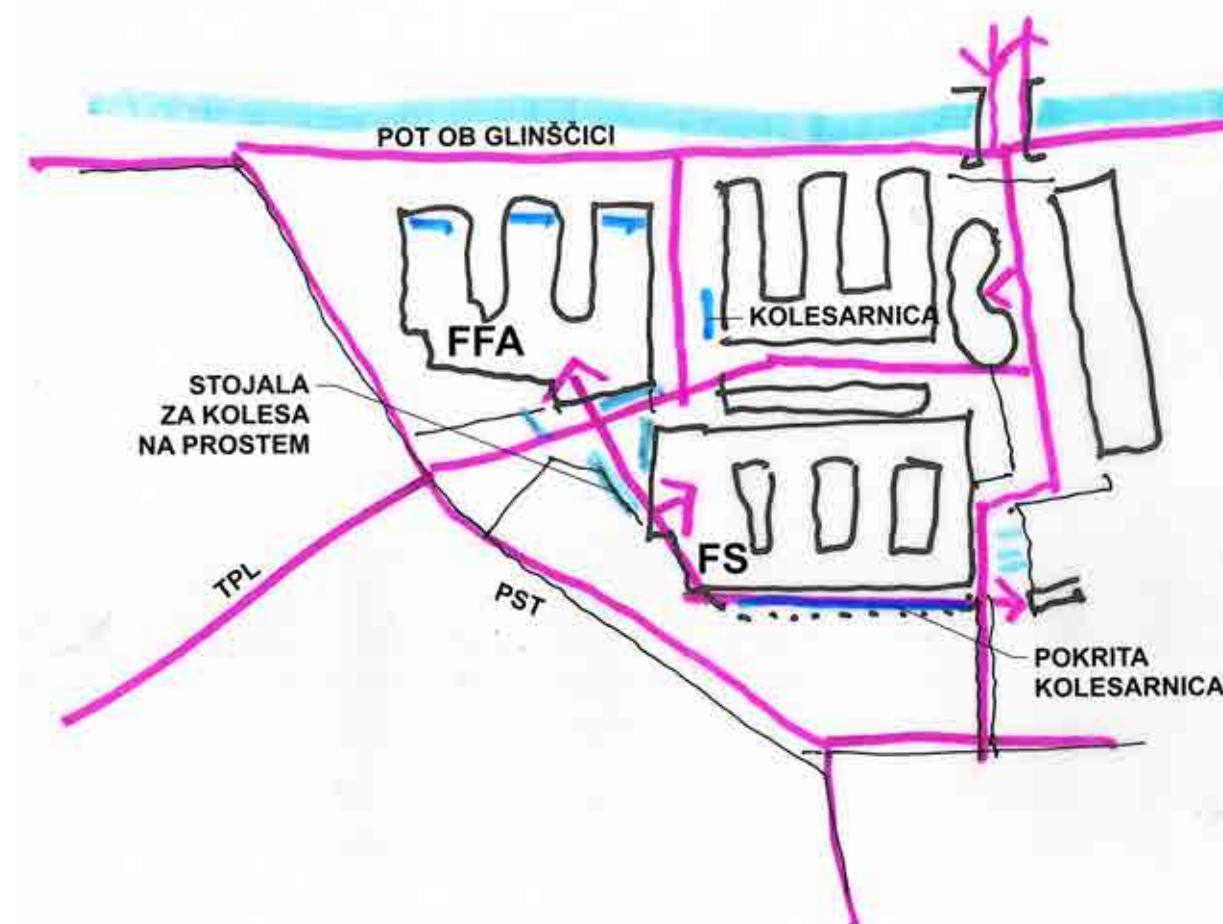 POT OB GLINŠČICI
KOLESARNICA
FFA
STOJALA
ZA KOLESA
NA PROSTEM
FS
TPL
PST
POKRITA
KOLESARNICA